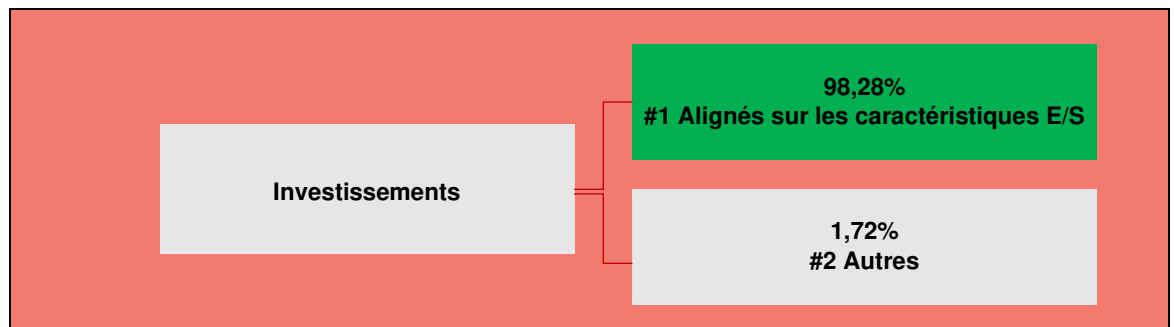 Investissements
98,28%
#1 Alignés sur les caractéristiques E/S
1,72%
#2 Autres